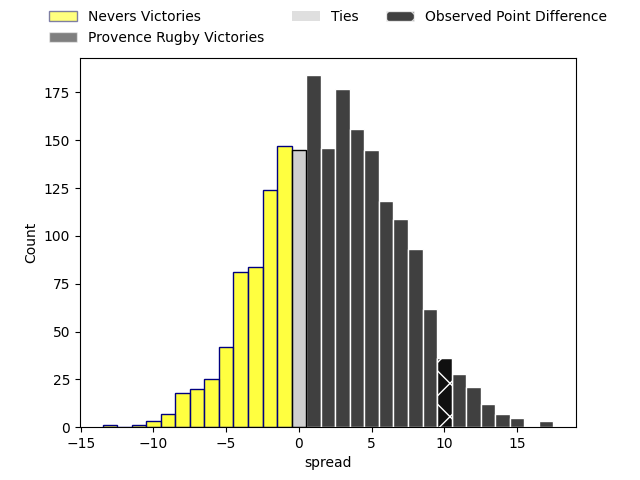 Nevers Victories
Provence Rugby Victories
Ties
Observed Point Difference
175
150
125
100
75
50
25
0
Count
−15
−10
−5
0
5
10
15
spread